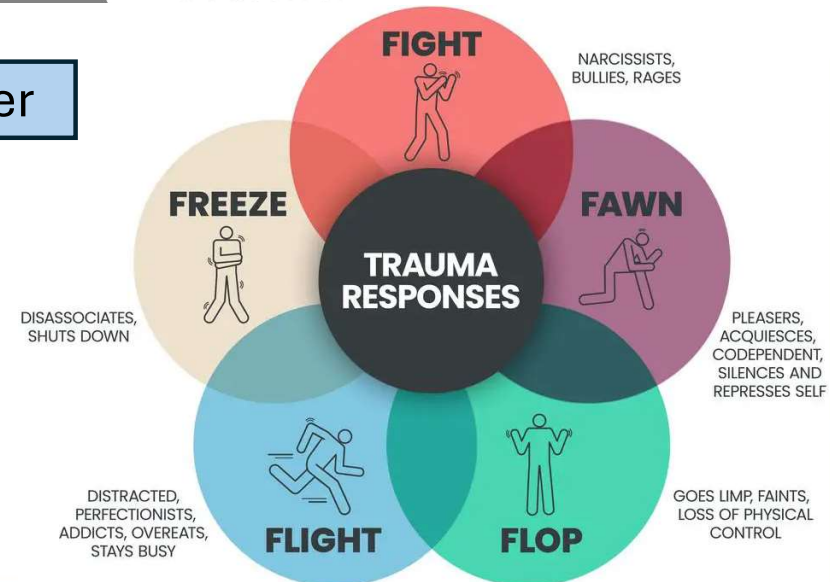 er
FIGHT
NARCISSISTS,
BULLIES, RAGES
FREEZE
FAWN
TRAUMA
RESPONSES
DISASSOCIATES,
SHUTS DOWN
PLEASERS,
ACQUIESCES,
CODEPENDENT,
SILENCES AND
REPRESSES SELF
DISTRACTED,
PERFECTIONISTS,
ADDICTS, OVEREATS,
STAYS BUSY
FLIGHT
FLOP
GOES LIMP, FAINTS,
LOSS OF PHYSICAL
CONTROL